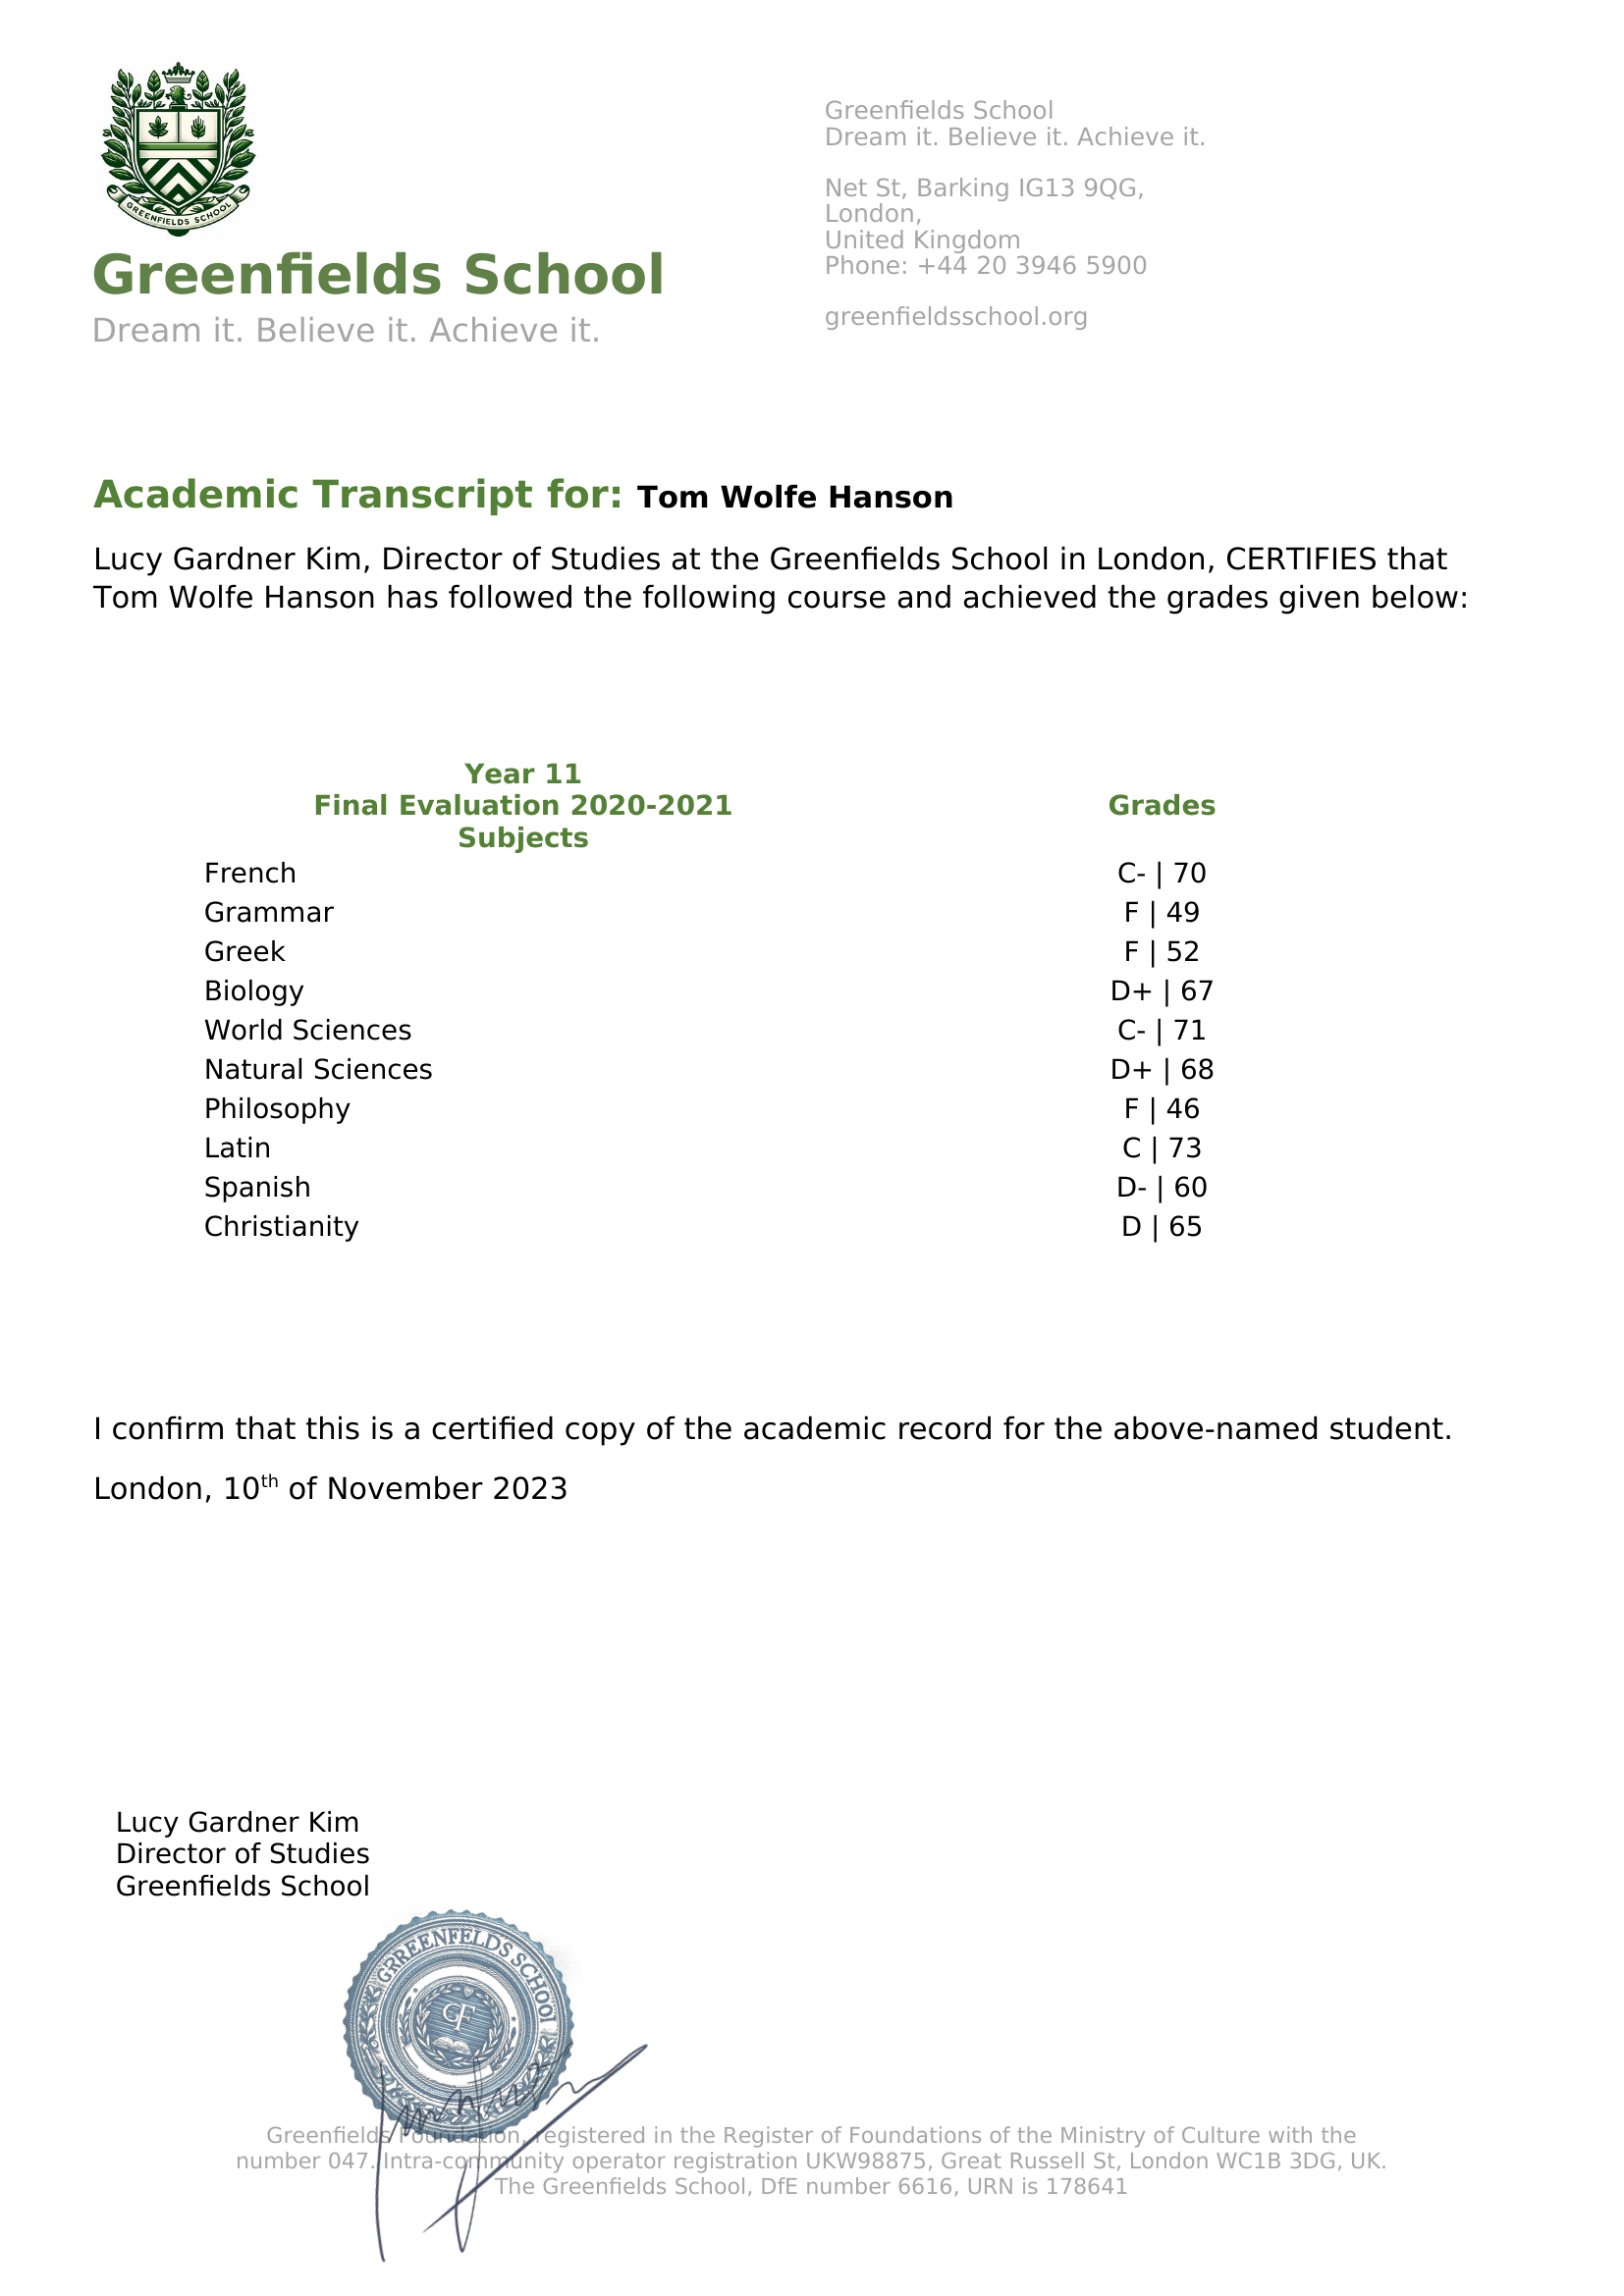 GREENFIELDS SCHOOL
Greenfields School
Dream it. Believe it. Achieve it.
Greenfields School
Dream it. Believe it. Achieve it.
Net St, Barking IG13 9QG,
London,
United Kingdom
Phone: +44 20 3946 5900
greenfieldsschool.org
Academic Transcript for: Tom Wolfe Hanson
Lucy Gardner Kim, Director of Studies at the Greenfields School in London, CERTIFIES that
Tom Wolfe Hanson has followed the following course and achieved the grades given below:
Year 11
Final Evaluation 2020-2021 Grades
Subjects
French C- | 70
Grammar F | 49
Greek F | 52
Biology D+ | 67
World Sciences C- | 71
Natural Sciences D+ | 68
Philosophy F | 46
Latin C | 73
Spanish D- | 60
Christianity D | 65
I confirm that this is a certified copy of the academic record for the above-named student.
London, 10th of November 2023
Lucy Gardner Kim
Director of Studies
Greenfields School
GRREENFELDS SCHOOL
GF
Greenfields Foundation, registered in the Register of Foundations of the Ministry of Culture with the
number 047. Intra-community operator registration UKW98875, Great Russell St, London WC1B 3DG, UK.
The Greenfields School, DfE number 6616, URN is 178641